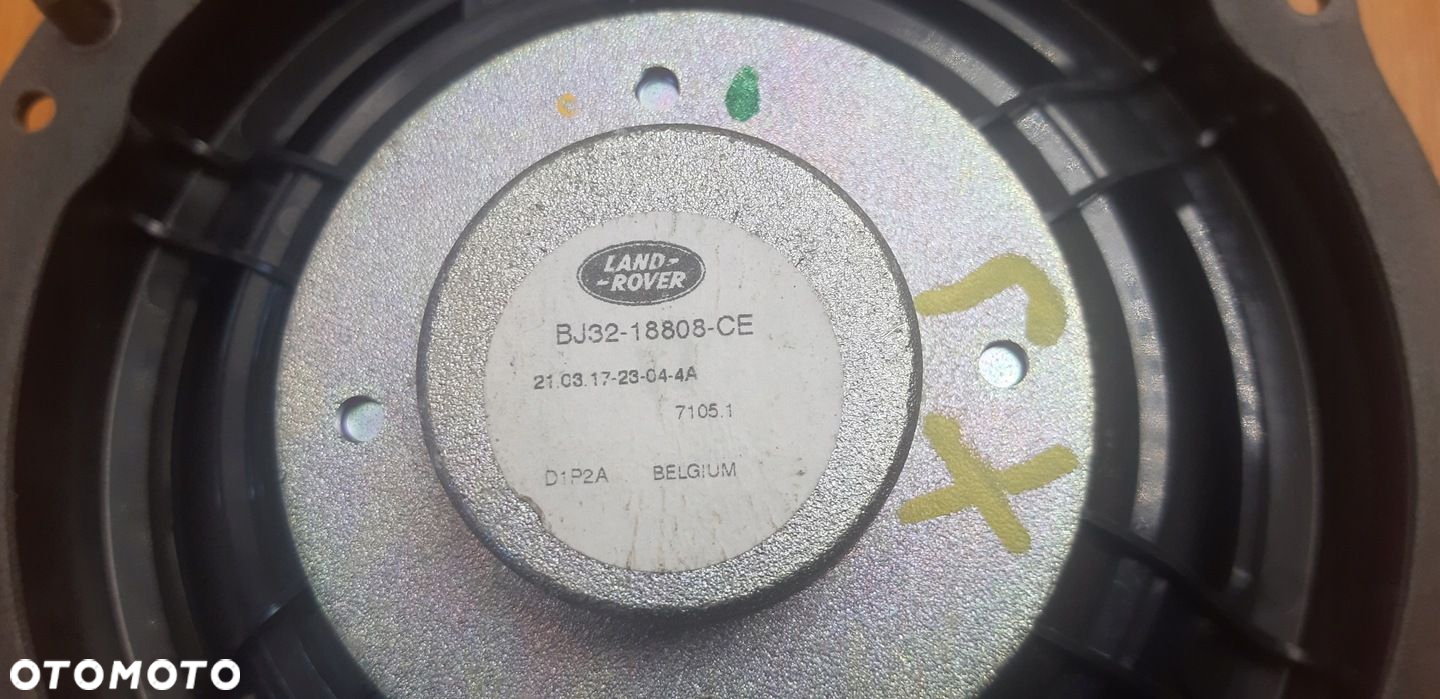 LAND-
-ROVER
BJ32-18808-CE
21.03.17-23-04-4A
7105.1
D1P2A BELGIUM
OTOMOTO